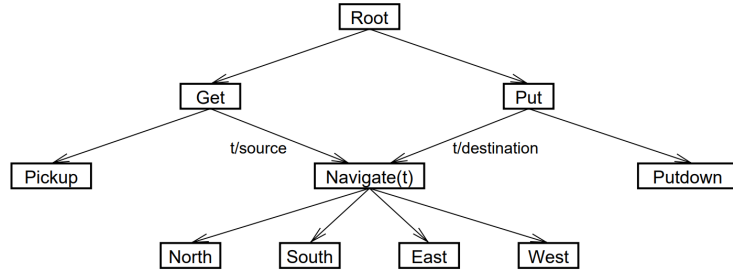 Root
Get
Put
t/source
t/destination
Pickup
Navigate(t)
Putdown
North
South
East
West